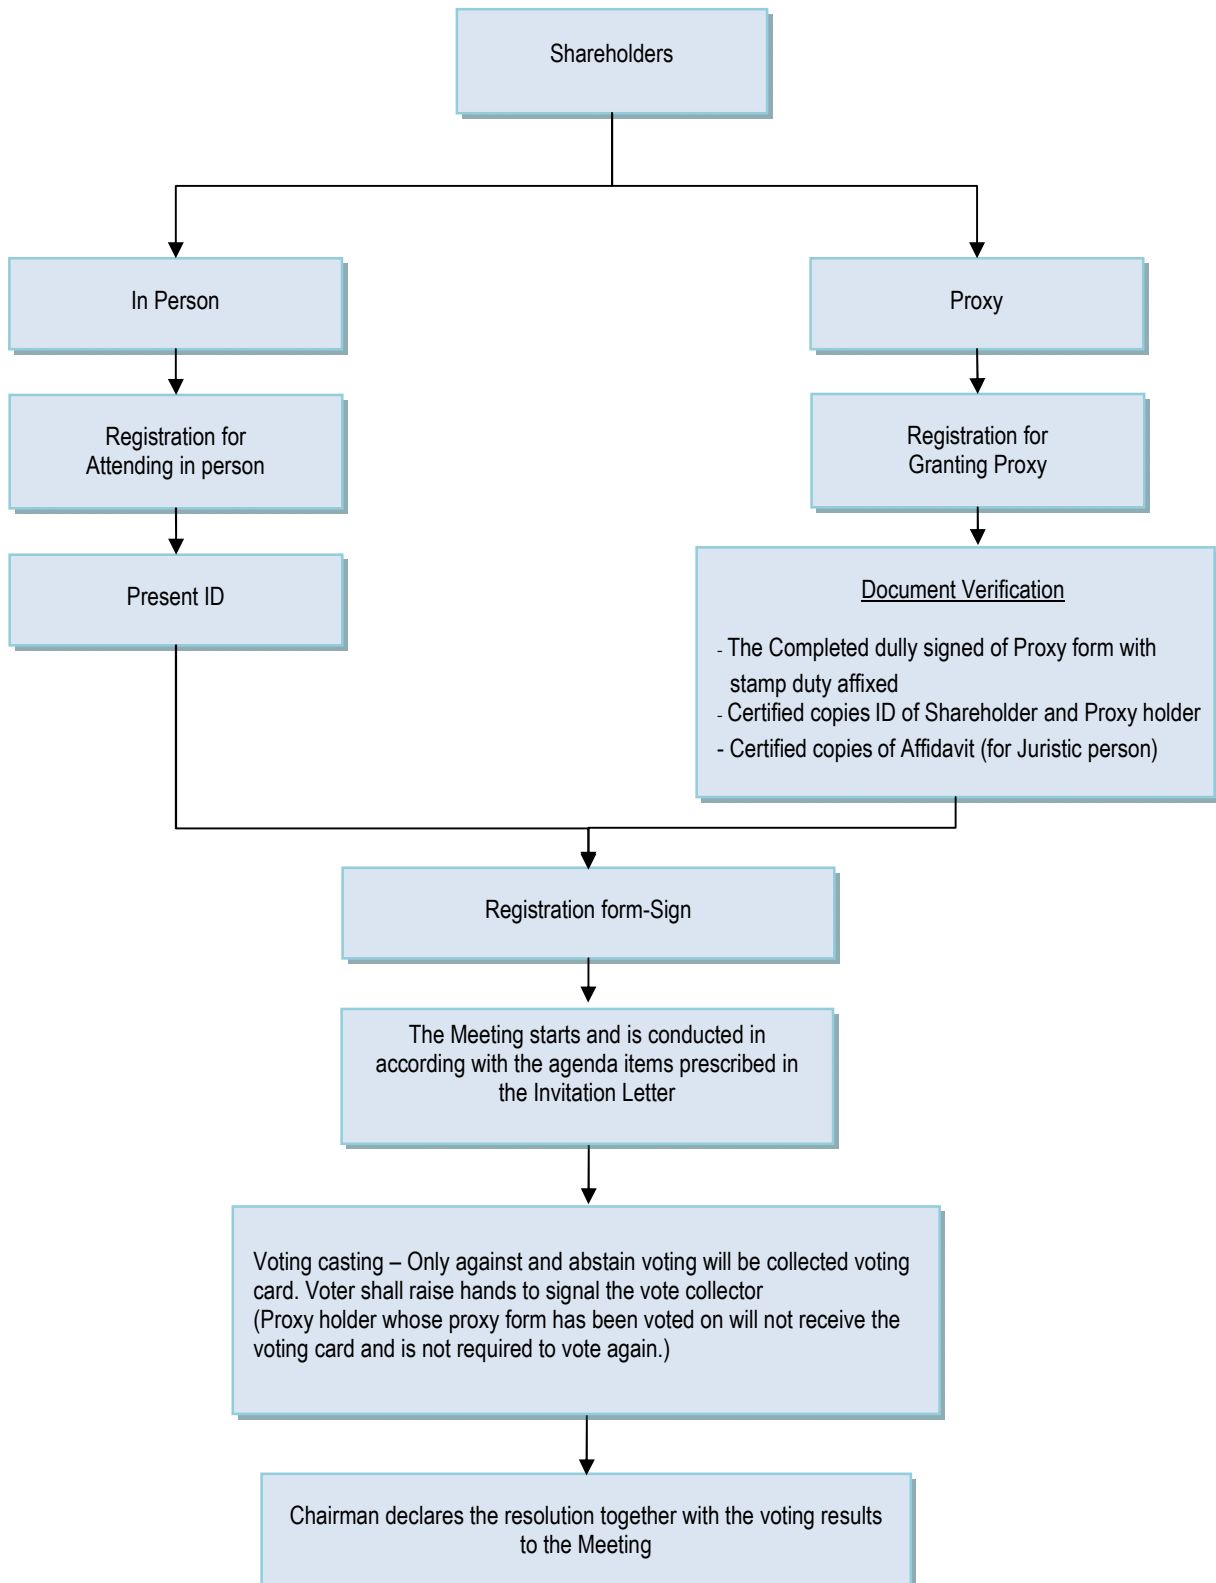 Shareholders
In Person
Proxy
Registration for
Attending in person
Registration for
Granting Proxy
Present ID
Document Verification
- The Completed dully signed of Proxy form with
stamp duty affixed
- Certified copies ID of Shareholder and Proxy holder
- Certified copies of Affidavit (for Juristic person)
Registration form-Sign
The Meeting starts and is conducted in
according with the agenda items prescribed in
the Invitation Letter
Voting casting – Only against and abstain voting will be collected voting
card. Voter shall raise hands to signal the vote collector
(Proxy holder whose proxy form has been voted on will not receive the
voting card and is not required to vote again.)
Chairman declares the resolution together with the voting results
to the Meeting